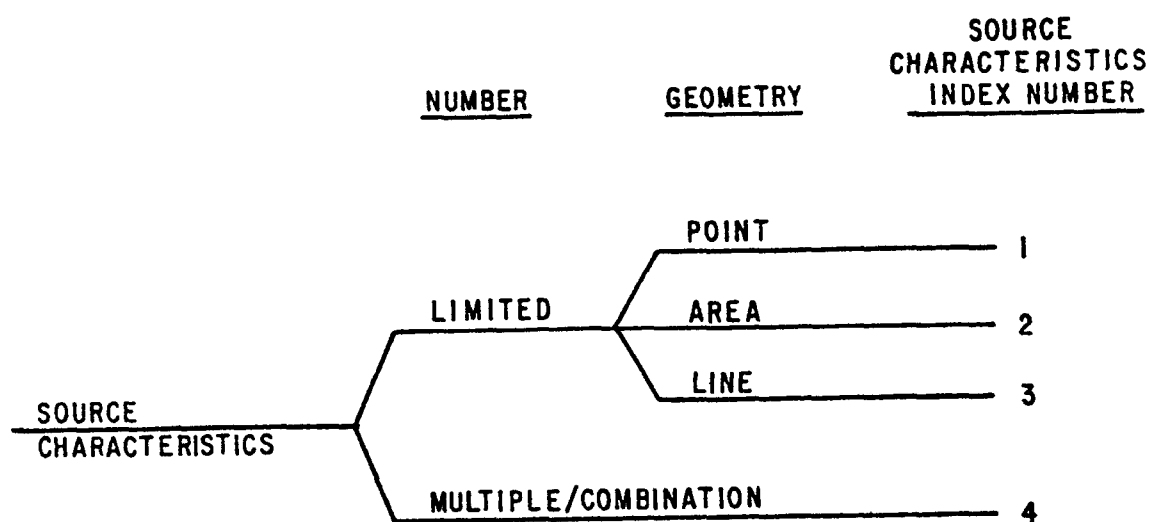 SOURCE
CHARACTERISTICS
NUMBER GEOMETRY INDEX NUMBER
POINT 1
LIMITED AREA 2
LINE 3
SOURCE
CHARACTERISTICS
MULTIPLE/COMBINATION 4